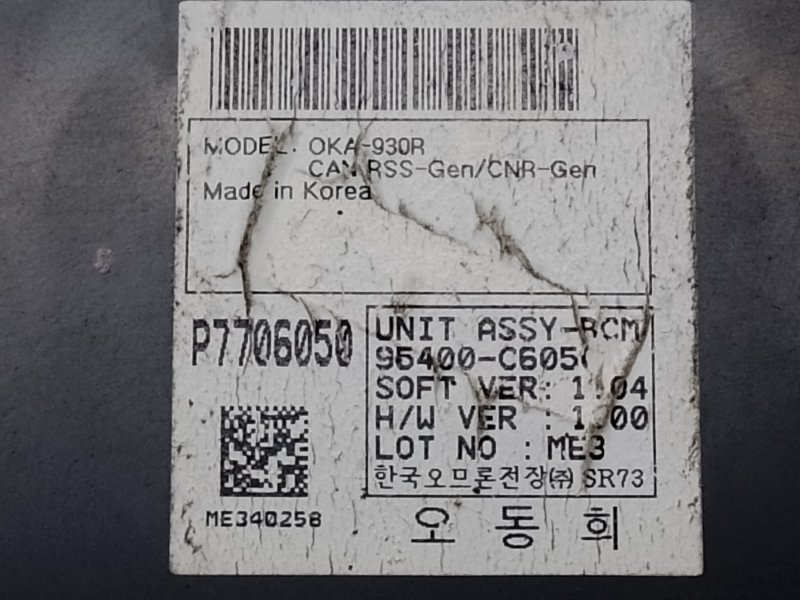 MODEL: OKA-930R
CAN RSS-Gen/CNR-Gen
Made in Korea
P7706050
UNIT ASSY-BCM
95400-C605
SOFT VER: 1.04
H/W VER : 1.00
LOT NO : ME3
한국오므론전장(주) SR73
ME340258
오동희